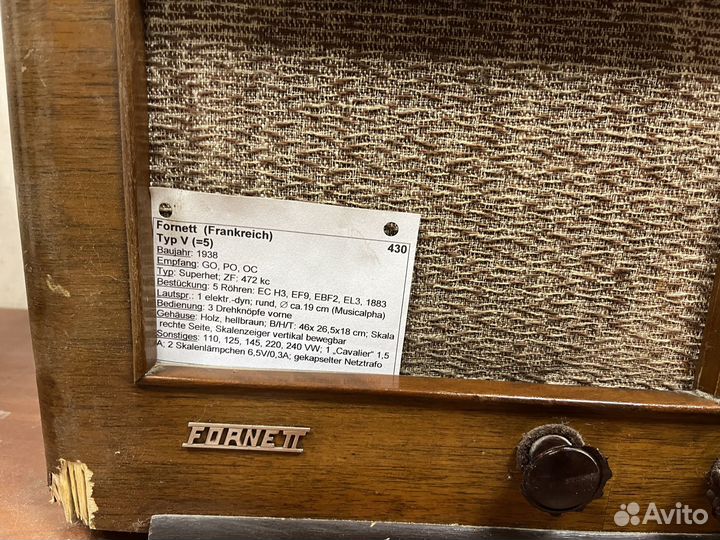 Fornett (Frankreich)
430
Typ V (=5)
Baujahr: 1938
Empfang: GO, PO, OC
Typ: Superhet; ZF: 472 kc
Bestückung: 5 Röhren: EC H3, EF9, EBF2, EL3, 1883
Lautspr.: 1 elektr.-dyn; rund, ∅ ca.19 cm (Musicalpha)
Bedienung: 3 Drehknöpfe vorne
Gehäuse: Holz, hellbraun; B/H/T: 46x 26,5x18 cm; Skala
rechte Seite, Skalenzeiger vertikal bewegbar
Sonstiges: 110, 125, 145, 220, 240 VW; 1 „Cavalier" 1,5
A; 2 Skalenlämpchen 6,5V/0,3A; gekapselter Netztrafo
FORNETT
Avito